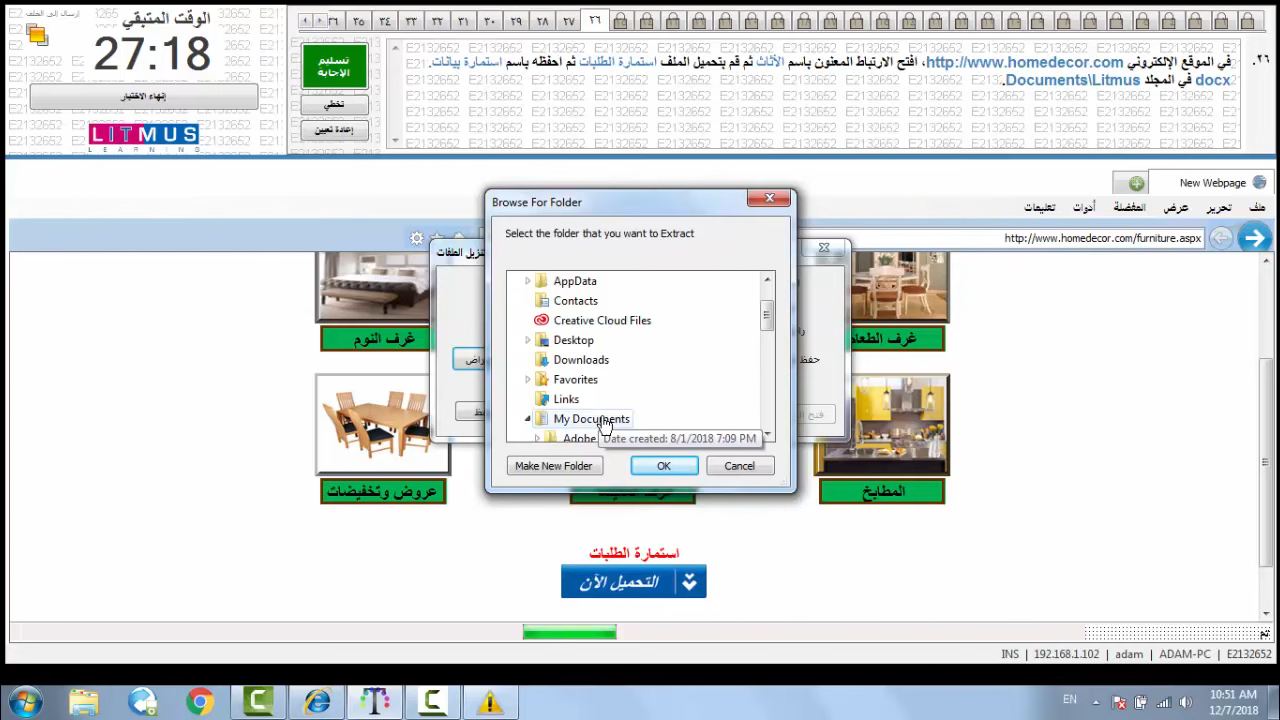 الوقت المتبقي
27:18
إنهاء الاختبار
LITMUS
LEARNING
تسليم الإجابة
تخطي
إعادة تعيين
٢٦ ٢٧ ٢٨ ٢٩ ٣٠ ٣١ ٣٢ ٣٣ ٣٤ ٣٥ ٣٦
٢٦. في الموقع الإلكتروني http://www.homedecor.com، افتح الارتباط المعنون باسم الأثاث ثم قم بتحميل الملف استمارة الطلبات ثم احفظه باسم استمارة بيانات.
docx في المجلد Documents\Litmus.
New Webpage
ملف تحرير عرض المفضلة أدوات تعليمات
http://www.homedecor.com/furniture.aspx
Browse For Folder
Select the folder that you want to Extract
AppData
Contacts
Creative Cloud Files
Desktop
Downloads
Favorites
Links
My Documents
Adobe
Date created: 8/1/2018 7:09 PM
Make New Folder
OK
Cancel
غرف النوم
عروض وتخفيضات
المطابخ
استمارة الطلبات
التحميل الآن
تم
INS 192.168.1.102 adam ADAM-PC E2132652
EN
10:51 AM
12/7/2018